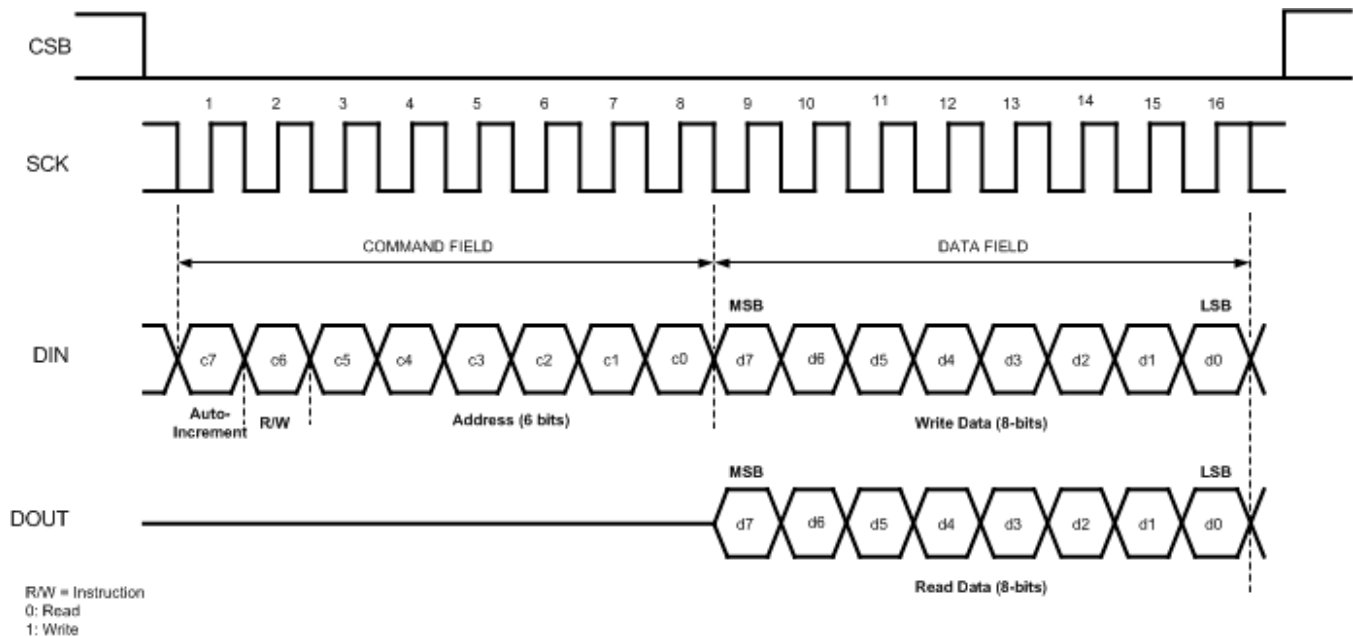 CSB
1 2 3 4 5 6 7 8 9 10 11 12 13 14 15 16
SCK
COMMAND FIELD DATA FIELD
MSB LSB
DIN c7 c6 c5 c4 c3 c2 c1 c0 d7 d6 d5 d4 d3 d2 d1 d0
Auto-
Increment R/W Address (6 bits) Write Data (8-bits)
MSB LSB
DOUT d7 d6 d5 d4 d3 d2 d1 d0
Read Data (8-bits)
R/W = Instruction
0: Read
1: Write